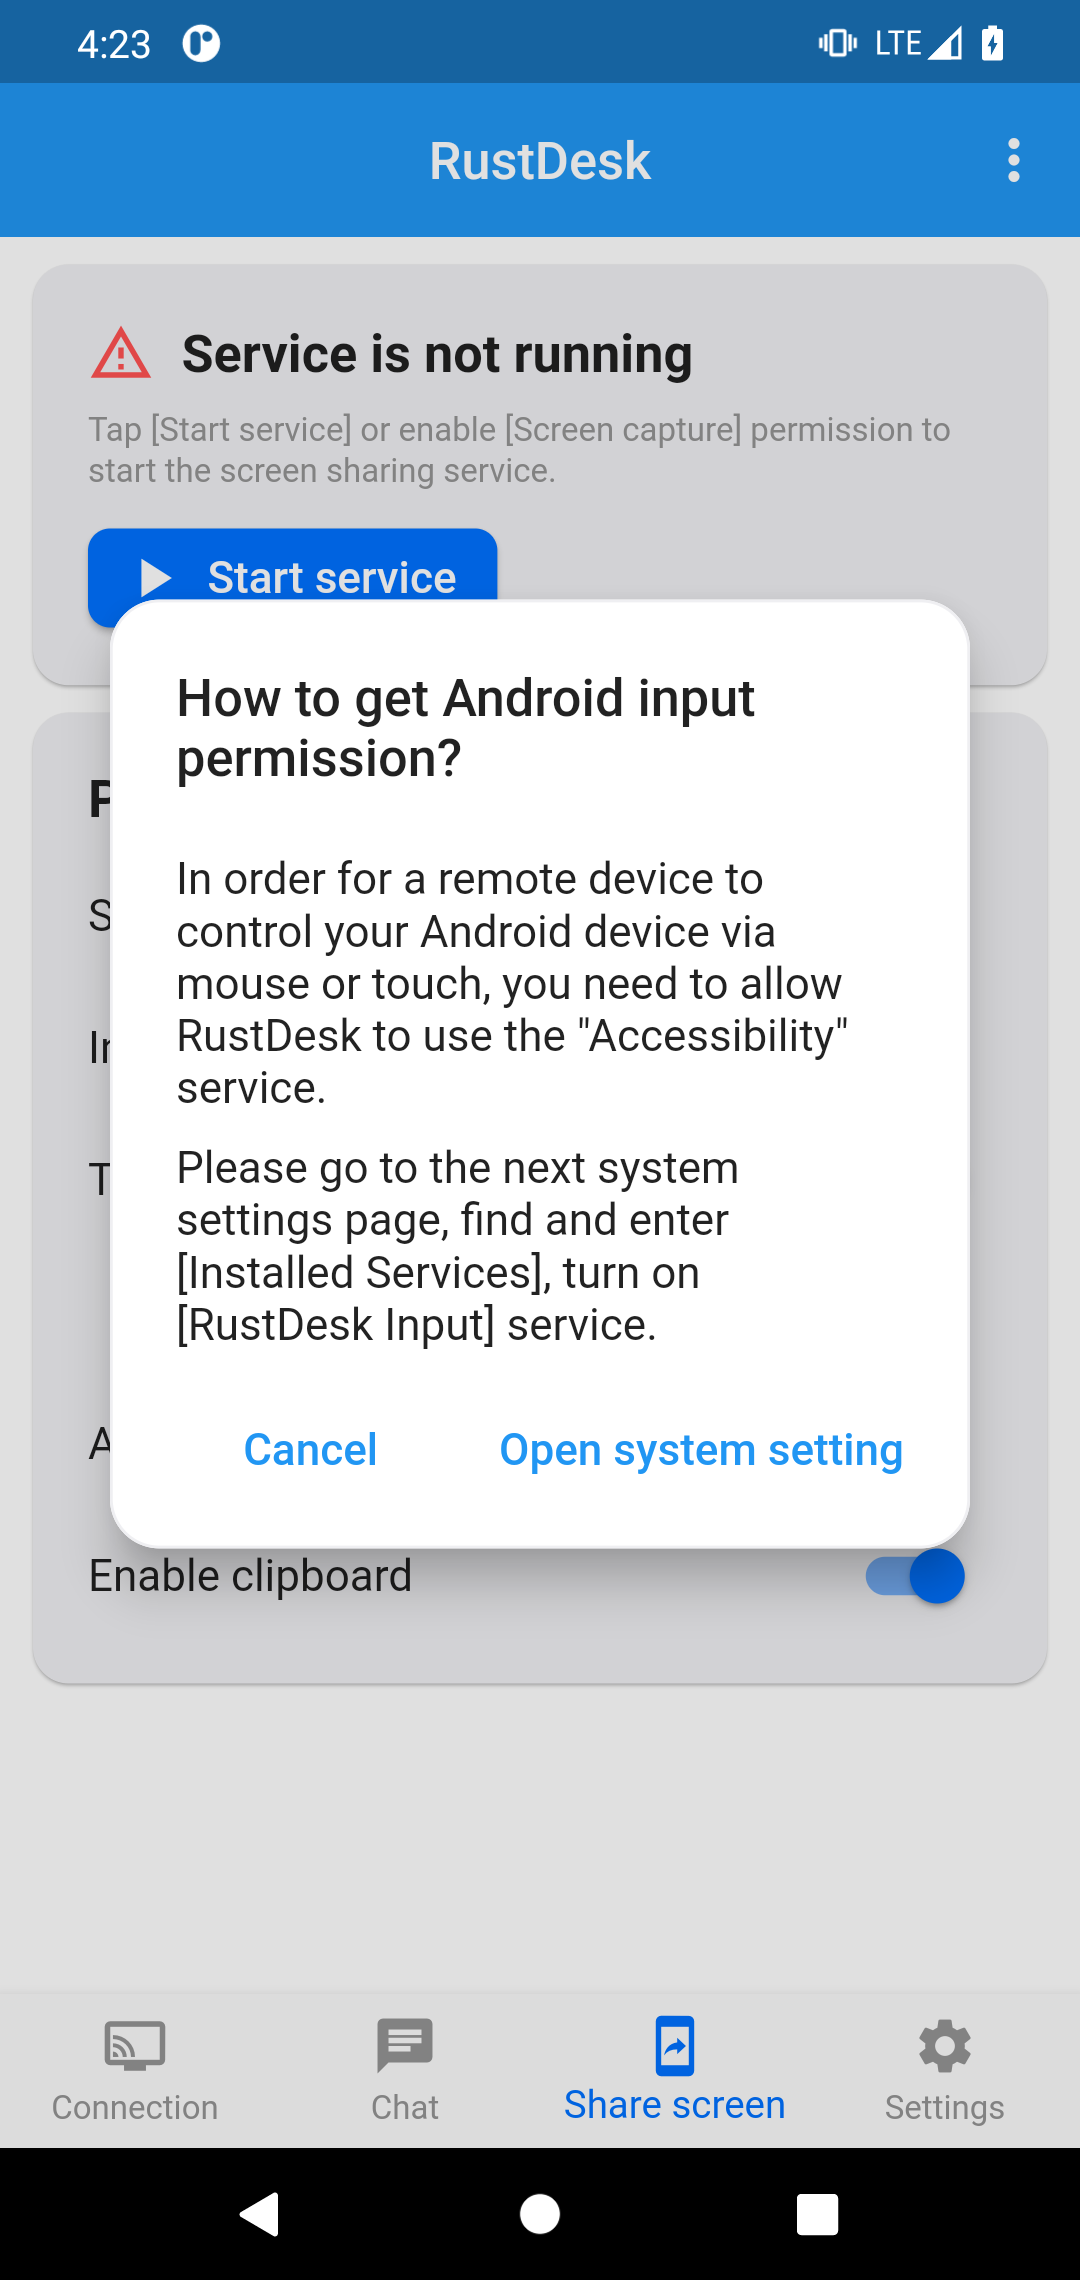 4:23
LTE
RustDesk
Service is not running
Tap [Start service] or enable [Screen capture] permission to
start the screen sharing service.
Start service
How to get Android input
permission?
In order for a remote device to
control your Android device via
mouse or touch, you need to allow
RustDesk to use the "Accessibility"
service.
Please go to the next system
settings page, find and enter
[Installed Services], turn on
[RustDesk Input] service.
Cancel
Open system setting
Enable clipboard
Connection
Chat
Share screen
Settings